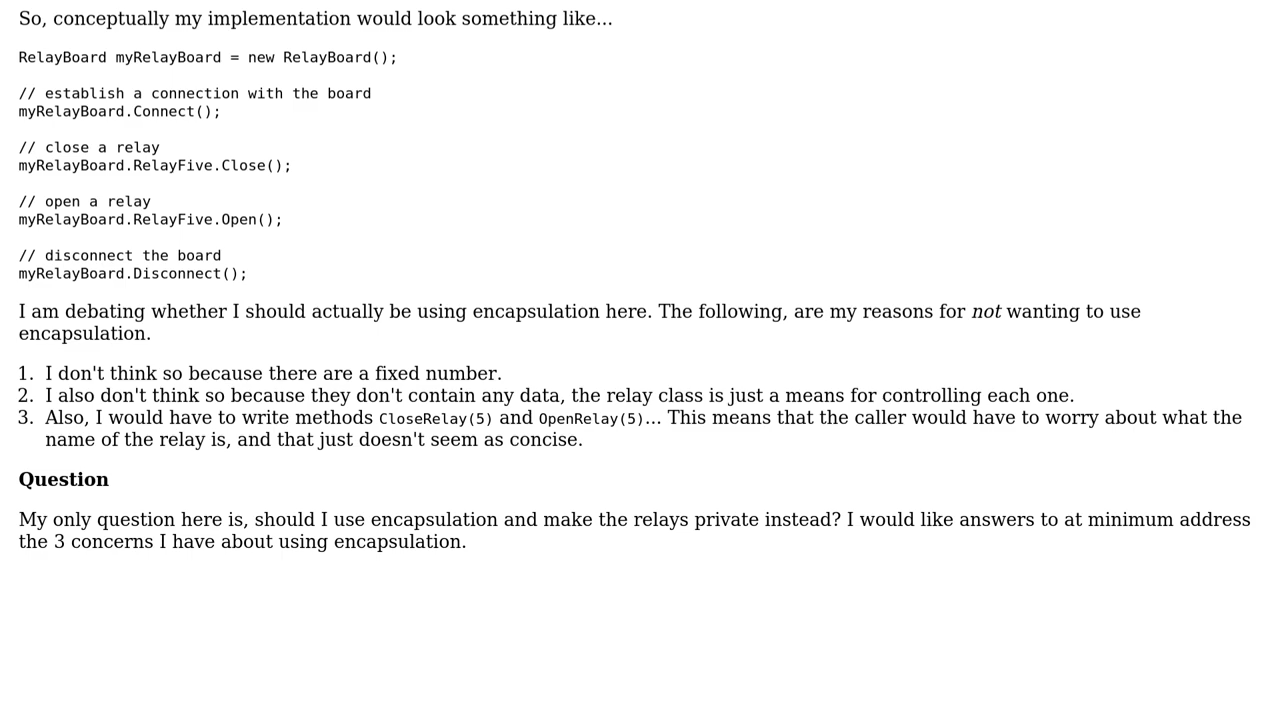 So, conceptually my implementation would look something like...
RelayBoard myRelayBoard = new RelayBoard();
// establish a connection with the board
myRelayBoard.Connect();
// close a relay
myRelayBoard.RelayFive.Close();
// open a relay
myRelayBoard.RelayFive.Open();
// disconnect the board
myRelayBoard.Disconnect();
I am debating whether I should actually be using encapsulation here. The following, are my reasons for not wanting to use
encapsulation.
1. I don't think so because there are a fixed number.
2. I also don't think so because they don't contain any data, the relay class is just a means for controlling each one.
3. Also, I would have to write methods CloseRelay(5) and OpenRelay(5)... This means that the caller would have to worry about what the
name of the relay is, and that just doesn't seem as concise.
Question
My only question here is, should I use encapsulation and make the relays private instead? I would like answers to at minimum address
the 3 concerns I have about using encapsulation.